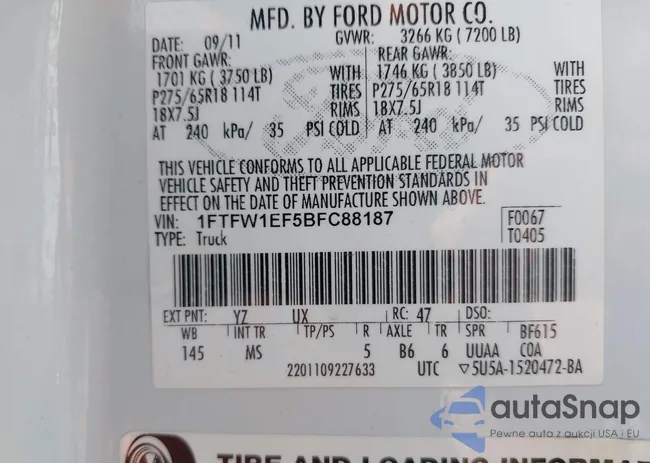 MFD. BY FORD MOTOR CO.
DATE: 09/11 GVWR: 3266 KG ( 7200 LB)
FRONT GAWR: REAR GAWR:
1701 KG ( 3750 LB) WITH 1746 KG ( 3850 LB) WITH
P275/65R18 114T TIRES P275/65R18 114T TIRES
18X7.5J RIMS 18X7.5J RIMS
AT 240 kPa/ 35 PSI COLD AT 240 kPa/ 35 PSI COLD
THIS VEHICLE CONFORMS TO ALL APPLICABLE FEDERAL MOTOR
VEHICLE SAFETY AND THEFT PREVENTION STANDARDS IN
EFFECT ON THE DATE OF MANUFACTURE SHOWN ABOVE.
VIN: 1FTFW1EF5BFC88187 F0067
TYPE: Truck T0405
EXT PNT: YZ UX RC: 47 DSO:
WB INT TR TP/PS R AXLE TR SPR BF615
145 MS 5 B6 6 UUAA COA
2201109227633 UTC ▽5U5A-1520472-BA
autoSnap
Pewne auta z aukcji USA i EU
TIRE AND LOADING INFORMA